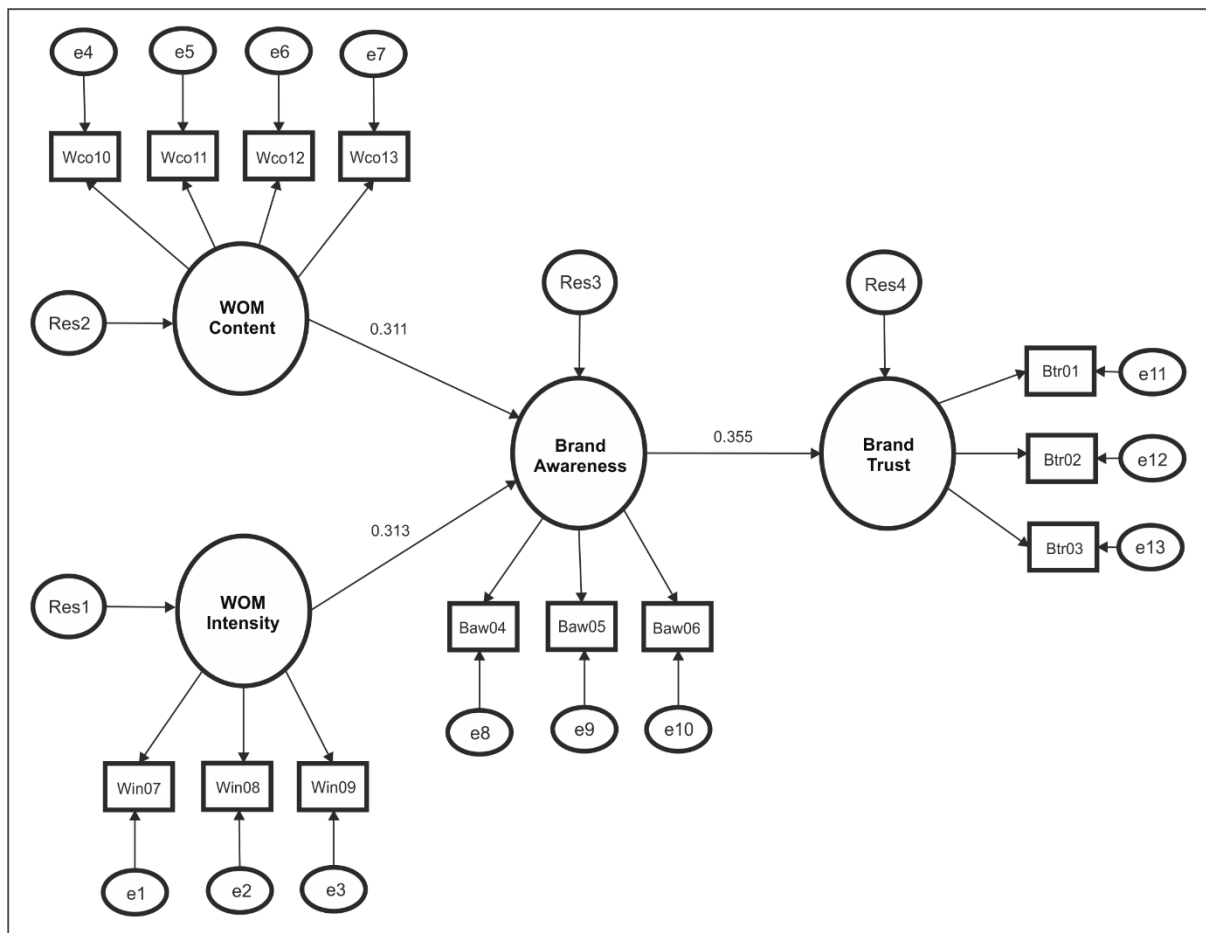 e4
e5
e6
e7
Wco10
Wco11
Wco12
Wco13
WOM
Content
Res2
0.311
Res3
Res4
Brand
Awareness
0.355
Brand
Trust
Btr01
e11
Btr02
e12
Btr03
e13
0.313
Res1
WOM
Intensity
Baw04
Baw05
Baw06
e8
e9
e10
Win07
Win08
Win09
e1
e2
e3